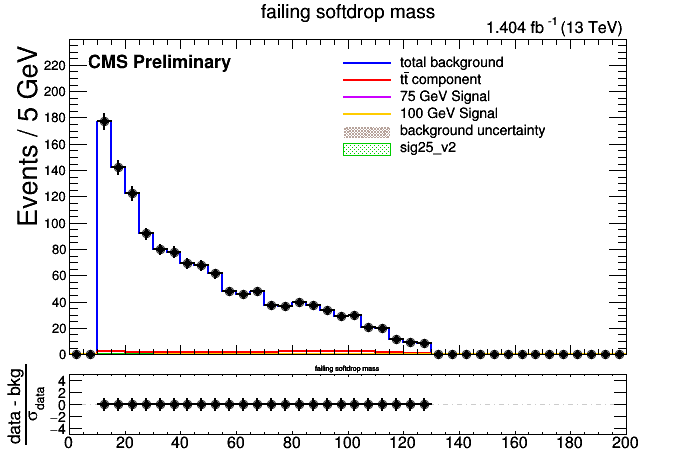 failing softdrop mass
1.404 fb⁻¹ (13 TeV)
CMS Preliminary
total background
tt̄ component
75 GeV Signal
100 GeV Signal
background uncertainty
sig25_v2
Events / 5 GeV
220
200
180
160
140
120
100
80
60
40
20
0
failing softdrop mass
data - bkg
σ_data
4
2
0
−2
−4
0 20 40 60 80 100 120 140 160 180 200